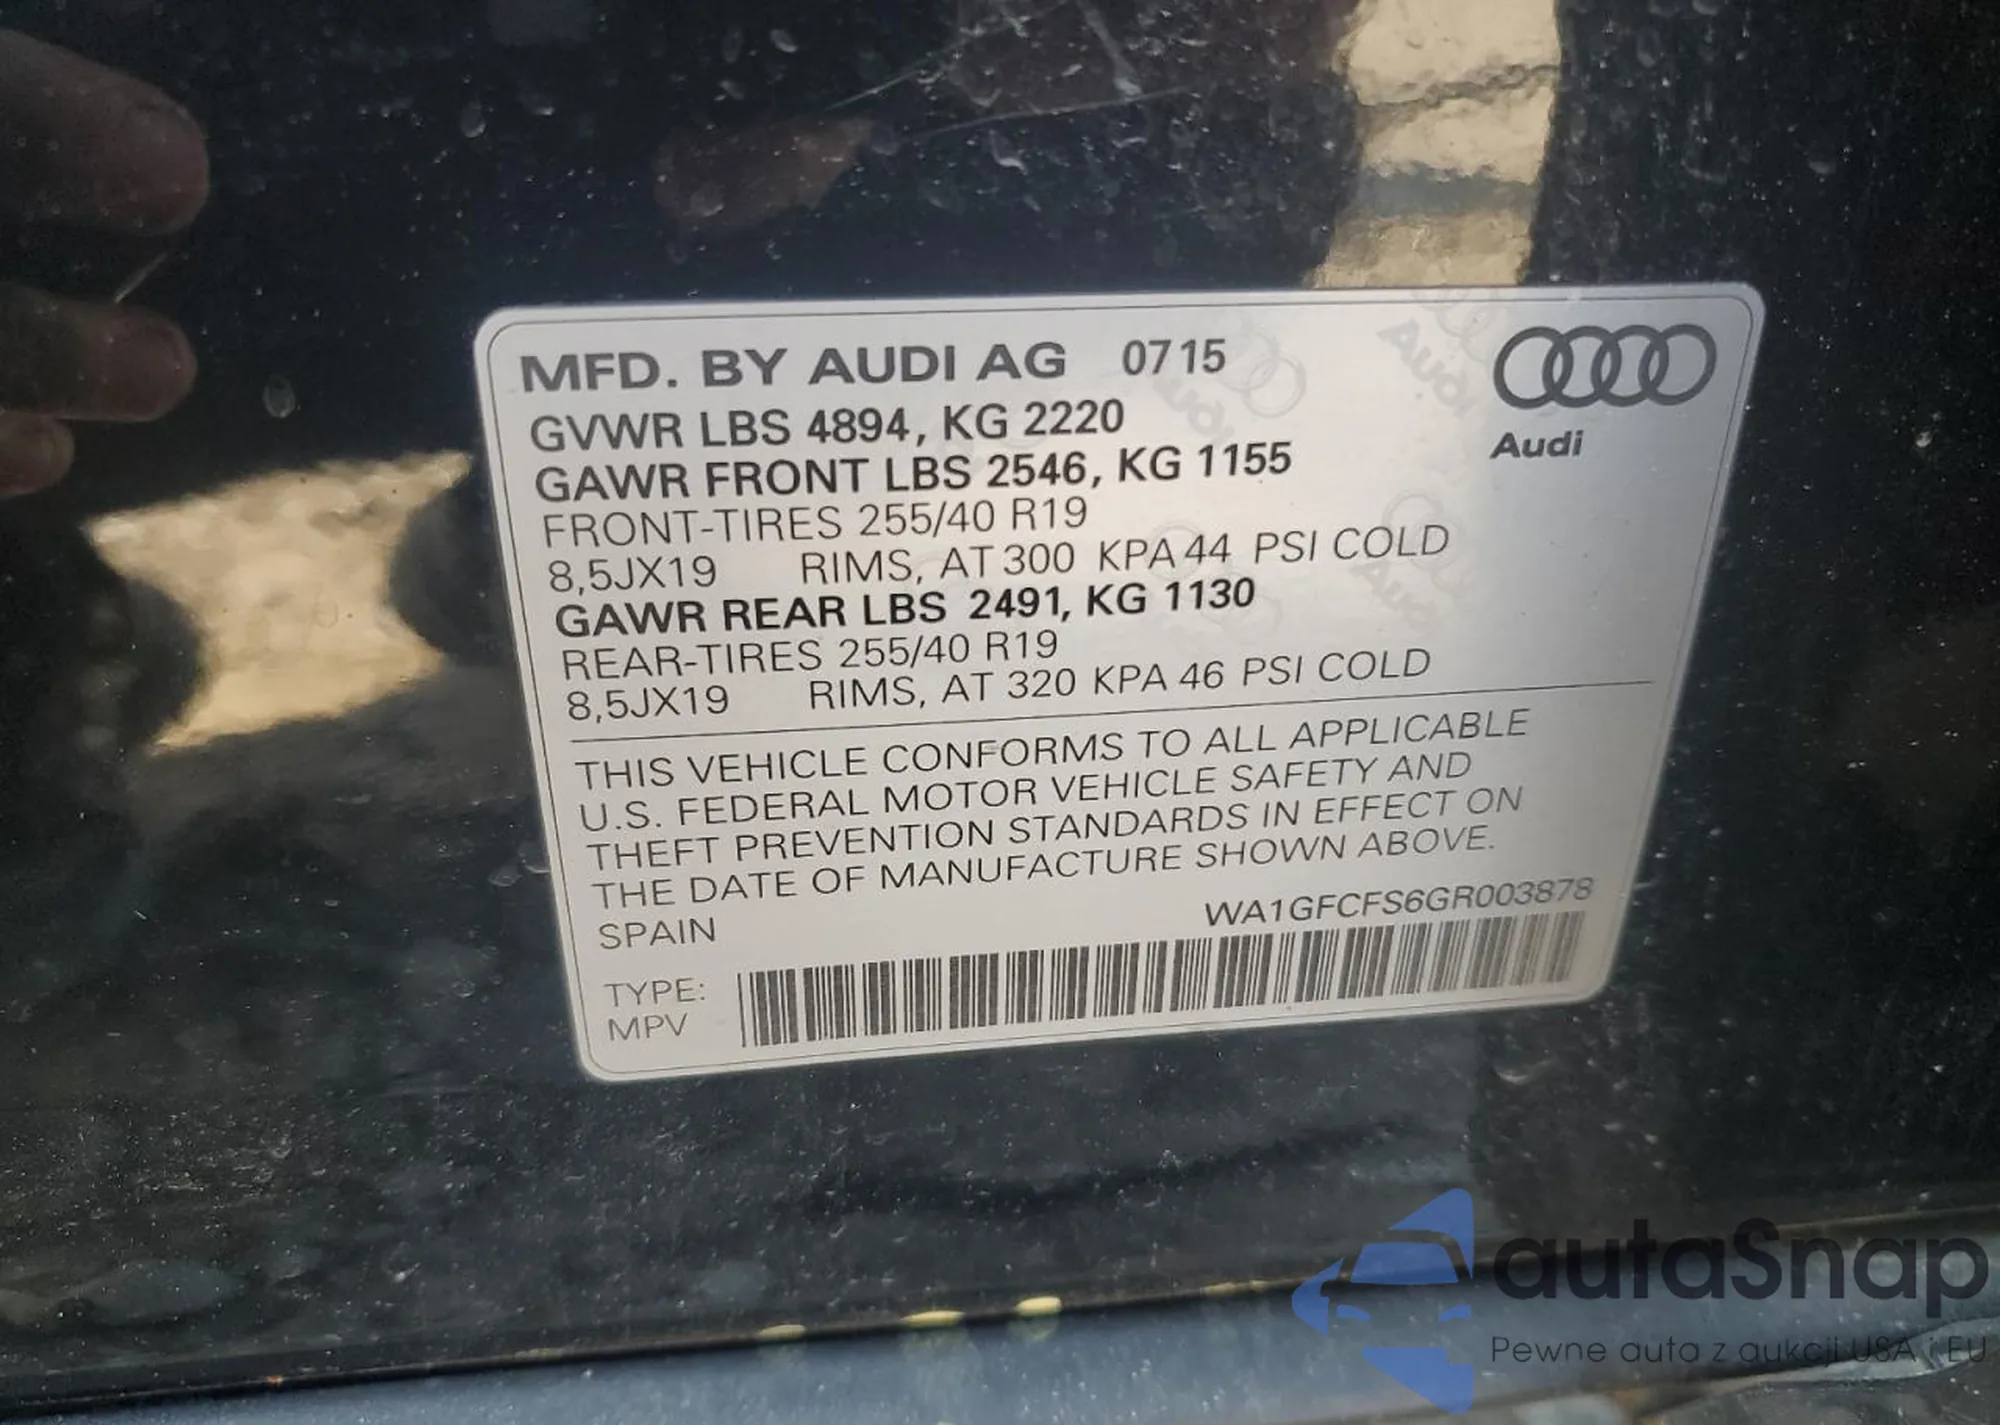 MFD. BY AUDI AG 0715
Audi
GVWR LBS 4894, KG 2220
GAWR FRONT LBS 2546, KG 1155
FRONT-TIRES 255/40 R19
8,5JX19 RIMS, AT 300 KPA 44 PSI COLD
GAWR REAR LBS 2491, KG 1130
REAR-TIRES 255/40 R19
8,5JX19 RIMS, AT 320 KPA 46 PSI COLD
THIS VEHICLE CONFORMS TO ALL APPLICABLE
U.S. FEDERAL MOTOR VEHICLE SAFETY AND
THEFT PREVENTION STANDARDS IN EFFECT ON
THE DATE OF MANUFACTURE SHOWN ABOVE.
SPAIN WA1GFCFS6GR003878
TYPE:
MPV
autaSnap
Pewne auta z aukcji USA i EU